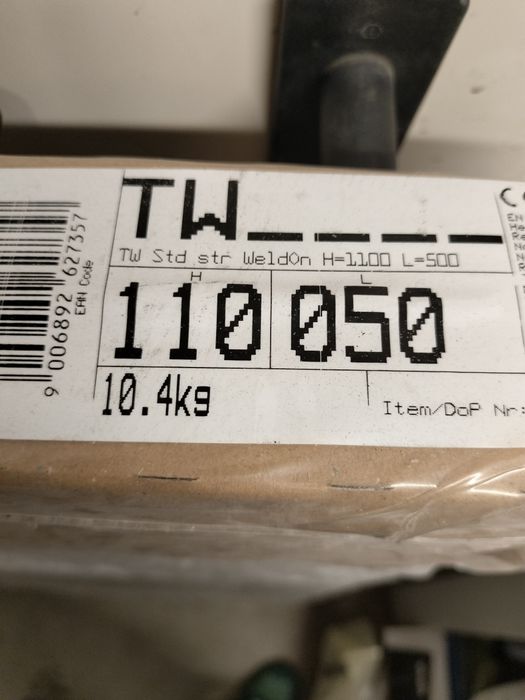 TW____
TW Std str WeldOn H=1100 L=500
H
110
L
050
10.4kg
Item/DoP Nr:
9 006892 627357
EAN Code
EN